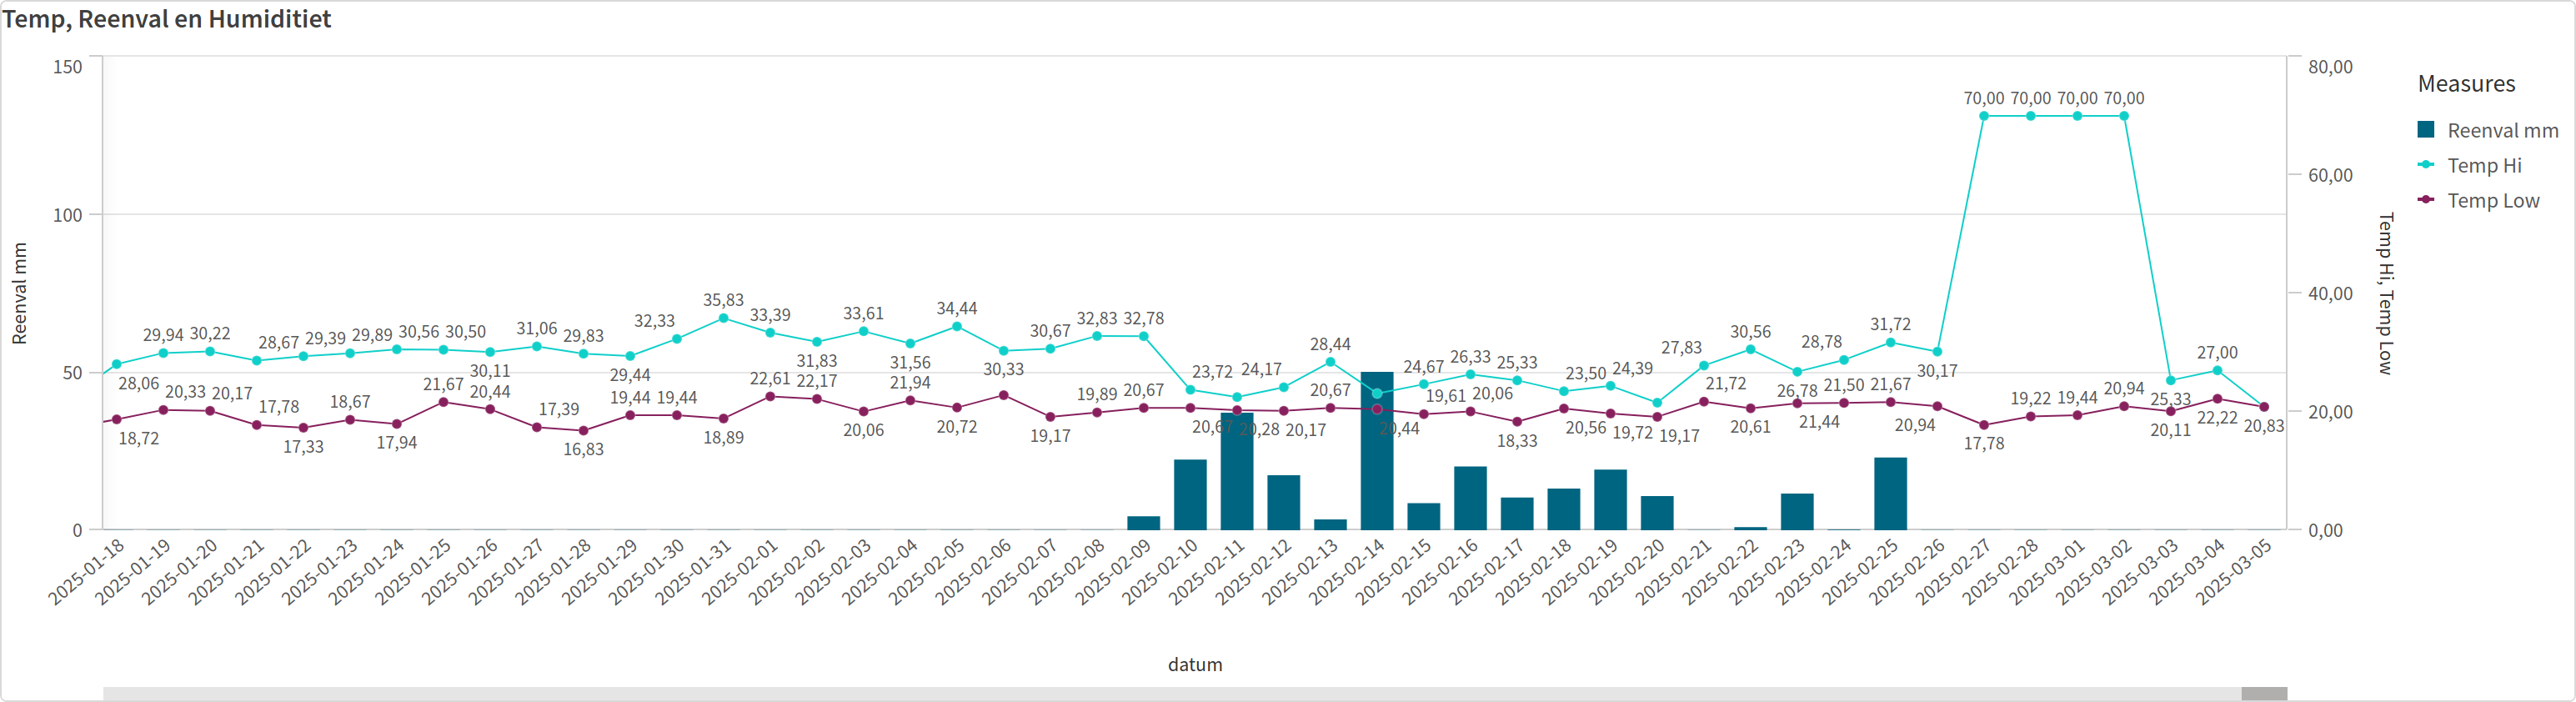 Temp, Reenval en Humiditiet
150
100
50
0
Reenval mm
80,00
60,00
40,00
20,00
0,00
Temp Hi, Temp Low
Measures
Reenval mm
Temp Hi
Temp Low
70,00 70,00 70,00 70,00
28,06 29,94 30,22 28,67 29,39 29,89 30,56 30,50 30,11 31,06 29,83 29,44 32,33 35,83 33,39 31,83 33,61 31,56 34,44 30,33 30,67 32,83 32,78 23,72 24,17 28,44 24,67 26,33 25,33 23,50 24,39 27,83 30,56 26,78 28,78 31,72 30,17 25,33 27,00
18,72 20,33 20,17 17,78 17,33 18,67 17,94 21,67 20,44 17,39 16,83 19,44 19,44 18,89 22,61 22,17 20,06 21,94 20,72 19,17 19,89 20,67 20,67 20,28 20,17 20,67 20,44 19,61 20,06 18,33 20,56 19,72 19,17 21,72 20,61 21,44 21,50 21,67 20,94 17,78 19,22 19,44 20,94 20,11 22,22 20,83
2025-01-18 2025-01-19 2025-01-20 2025-01-21 2025-01-22 2025-01-23 2025-01-24 2025-01-25 2025-01-26 2025-01-27 2025-01-28 2025-01-29 2025-01-30 2025-01-31 2025-02-01 2025-02-02 2025-02-03 2025-02-04 2025-02-05 2025-02-06 2025-02-07 2025-02-08 2025-02-09 2025-02-10 2025-02-11 2025-02-12 2025-02-13 2025-02-14 2025-02-15 2025-02-16 2025-02-17 2025-02-18 2025-02-19 2025-02-20 2025-02-21 2025-02-22 2025-02-23 2025-02-24 2025-02-25 2025-02-26 2025-02-27 2025-02-28 2025-03-01 2025-03-02 2025-03-03 2025-03-04 2025-03-05
datum